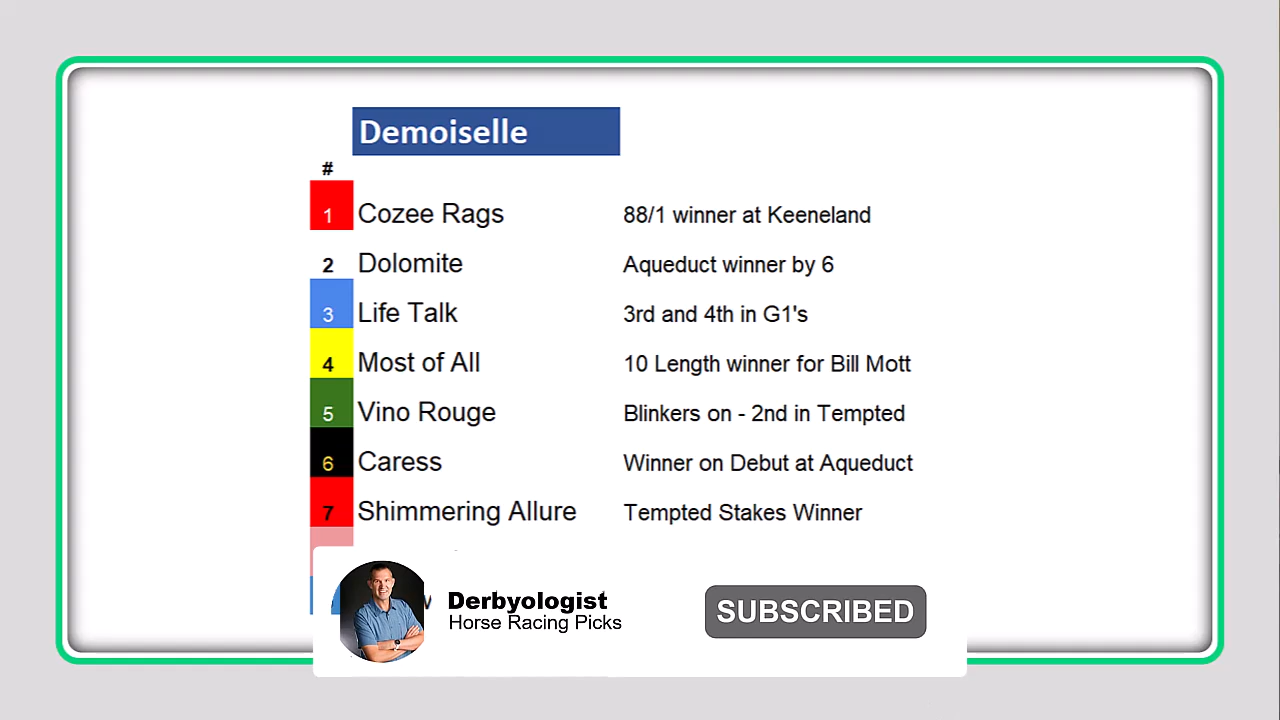 Demoiselle
#
1 Cozee Rags 88/1 winner at Keeneland
2 Dolomite Aqueduct winner by 6
3 Life Talk 3rd and 4th in G1's
4 Most of All 10 Length winner for Bill Mott
5 Vino Rouge Blinkers on - 2nd in Tempted
6 Caress Winner on Debut at Aqueduct
7 Shimmering Allure Tempted Stakes Winner
Derbyologist
Horse Racing Picks
SUBSCRIBED